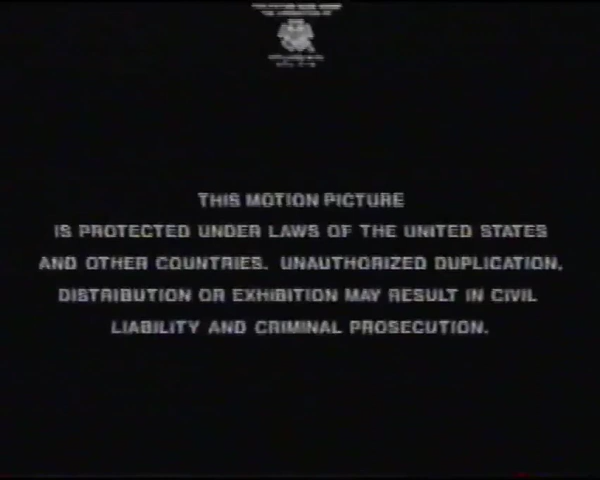 THIS MOTION PICTURE
IS PROTECTED UNDER LAWS OF THE UNITED STATES
AND OTHER COUNTRIES. UNAUTHORIZED DUPLICATION,
DISTRIBUTION OR EXHIBITION MAY RESULT IN CIVIL
LIABILITY AND CRIMINAL PROSECUTION.